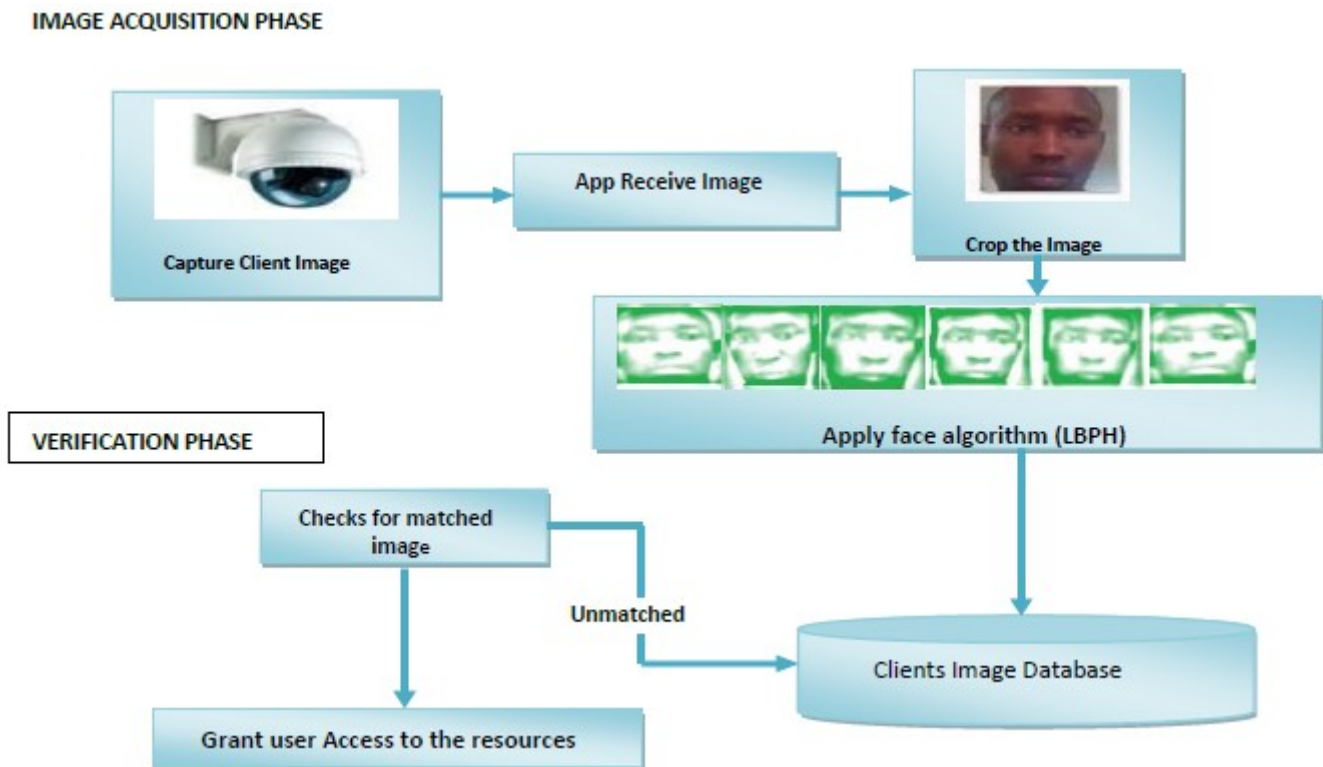 IMAGE ACQUISITION PHASE
App Receive Image
Capture Client Image
Crop the Image
Apply face algorithm (LBPH)
VERIFICATION PHASE
Checks for matched
image
Unmatched
Clients Image Database
Grant user Access to the resources